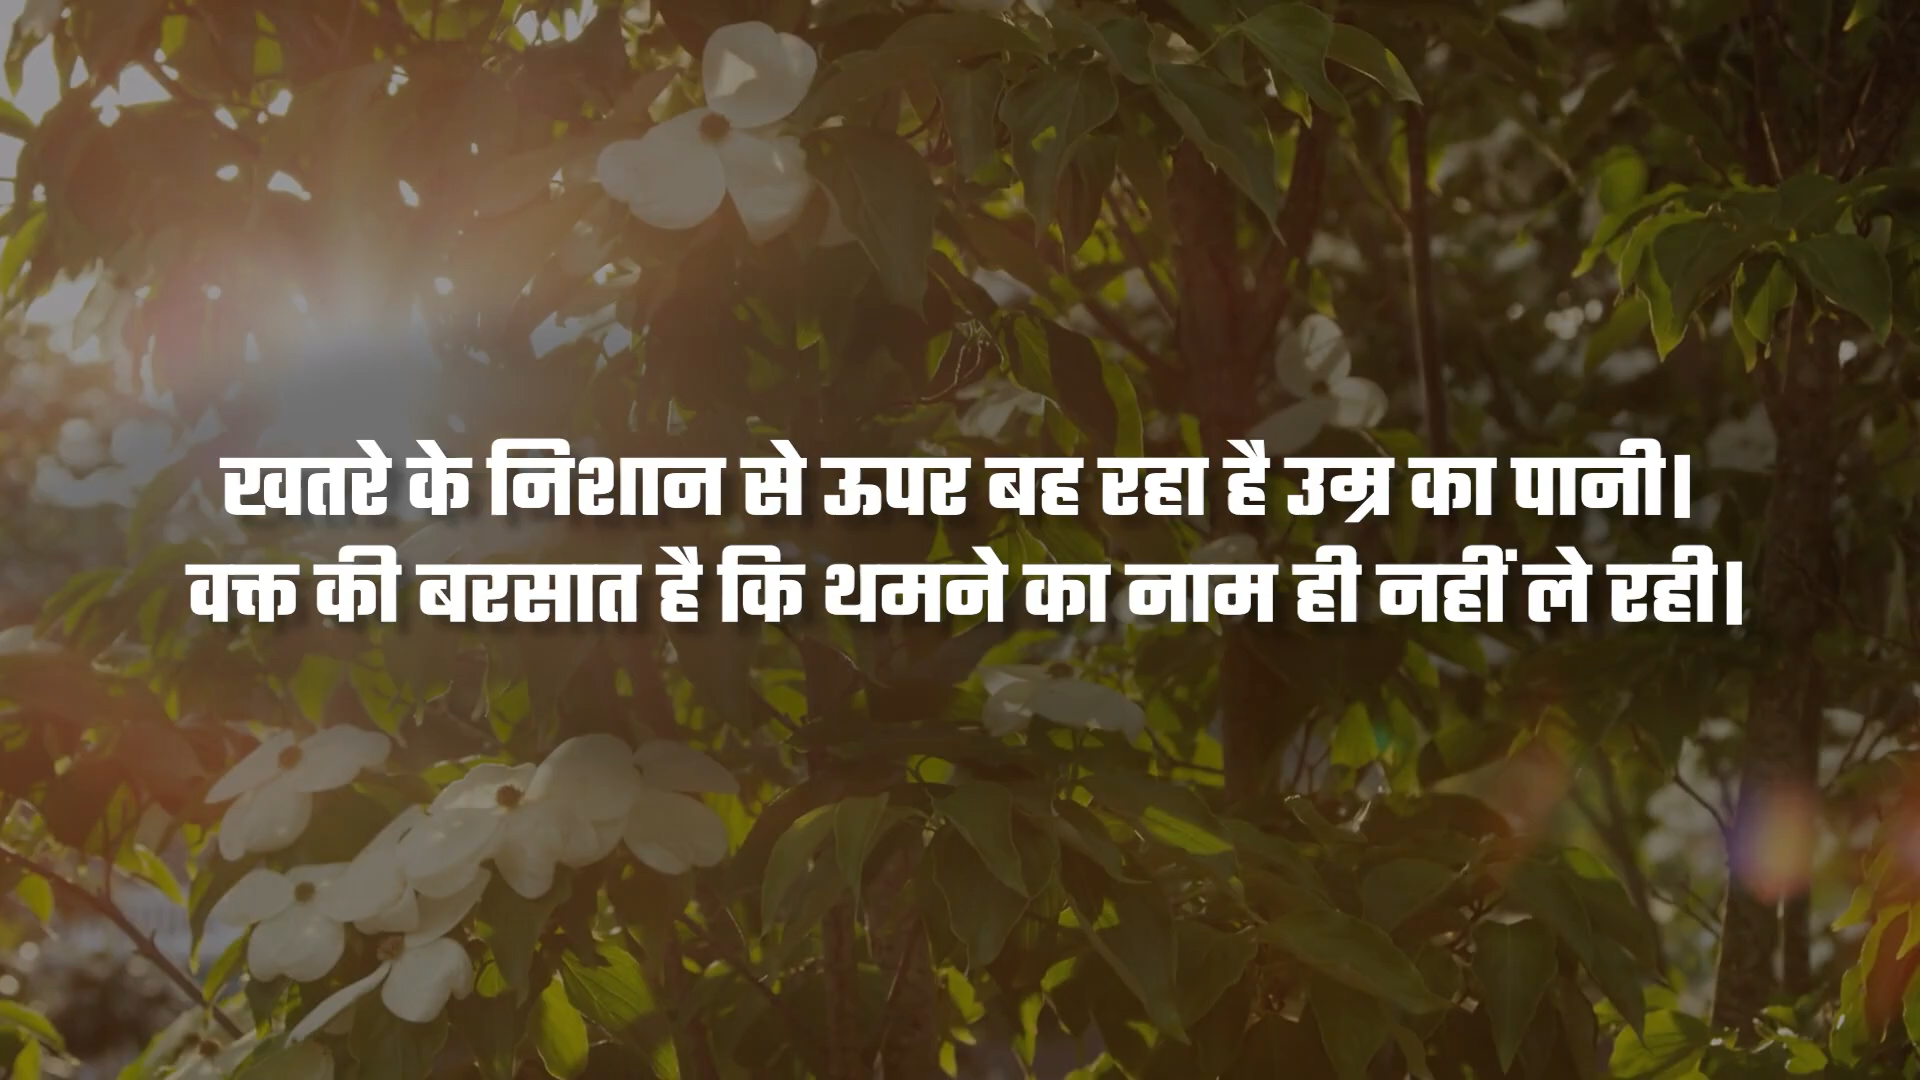 खतरे के निशान से ऊपर बह रहा है उम्र का पानी।
वक्त की बरसात है कि थमने का नाम ही नहीं ले रही।